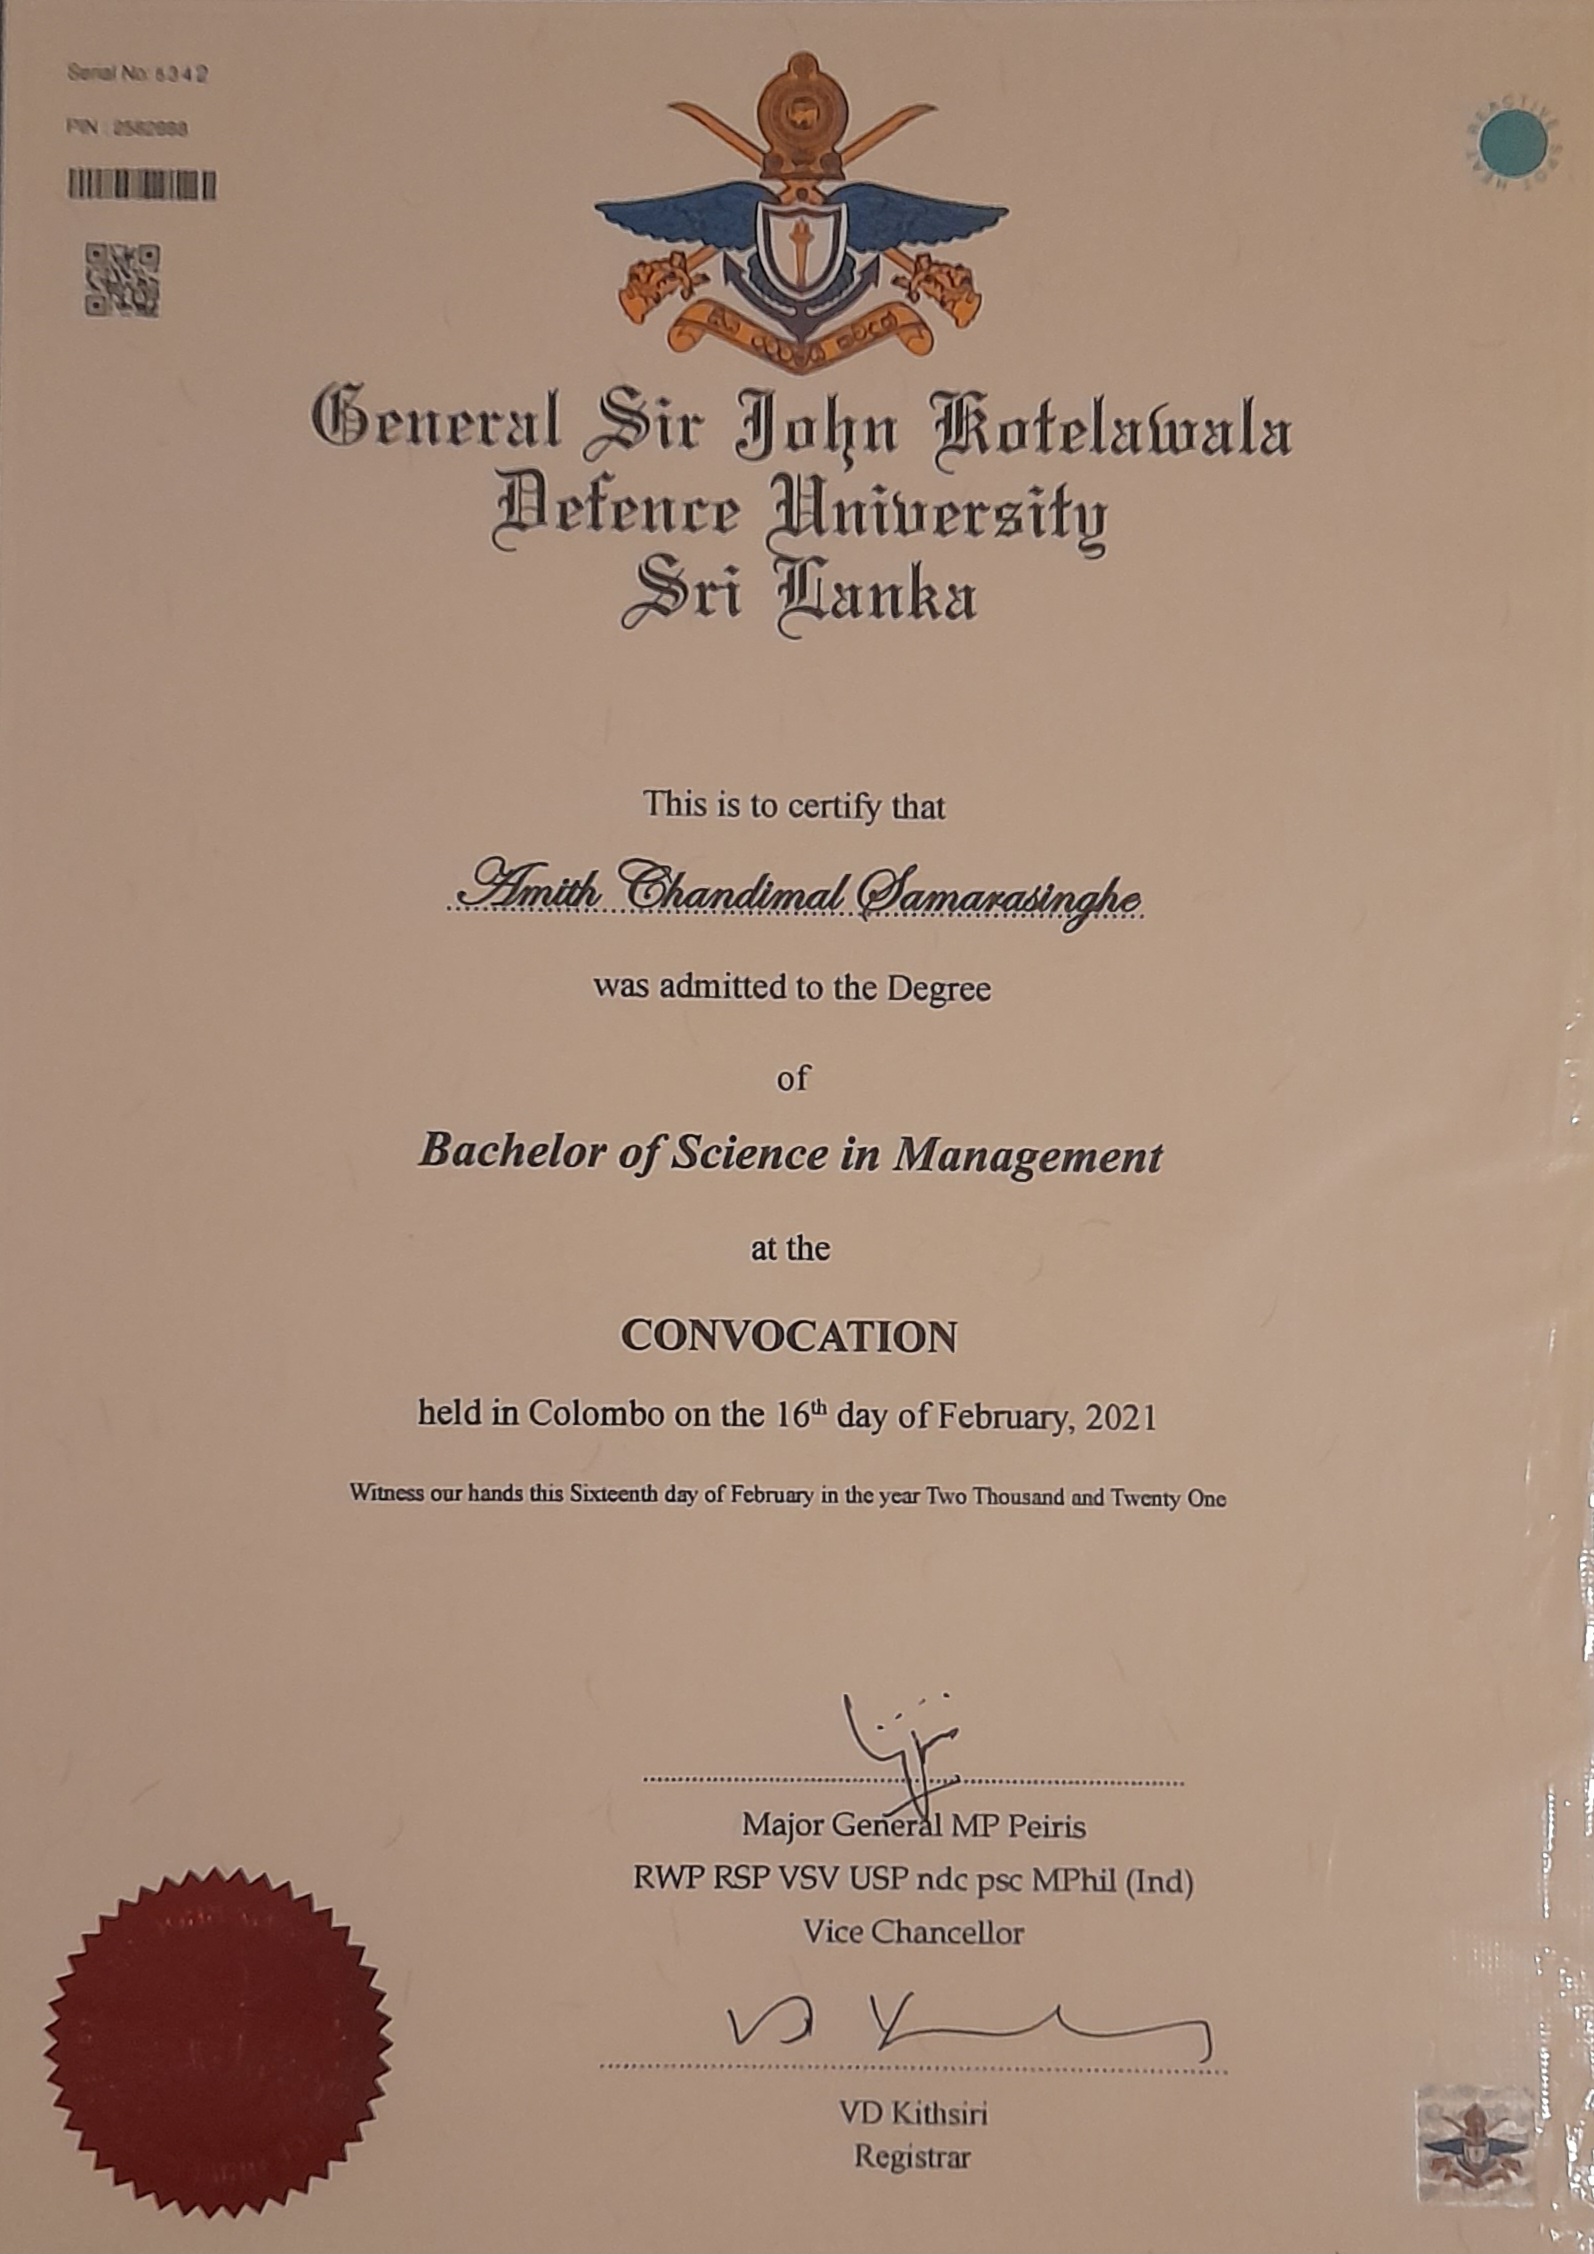 Serial No: 6342
PIN :
HEAT REACTIVE SPOT
General Sir John Kotelawala
Defence University
Sri Lanka
This is to certify that
Amith Chandimal Samarasinghe
was admitted to the Degree
of
Bachelor of Science in Management
at the
CONVOCATION
held in Colombo on the 16th day of February, 2021
Witness our hands this Sixteenth day of February in the year Two Thousand and Twenty One
Major General MP Peiris
RWP RSP VSV USP ndc psc MPhil (Ind)
Vice Chancellor
VD Kithsiri
Registrar